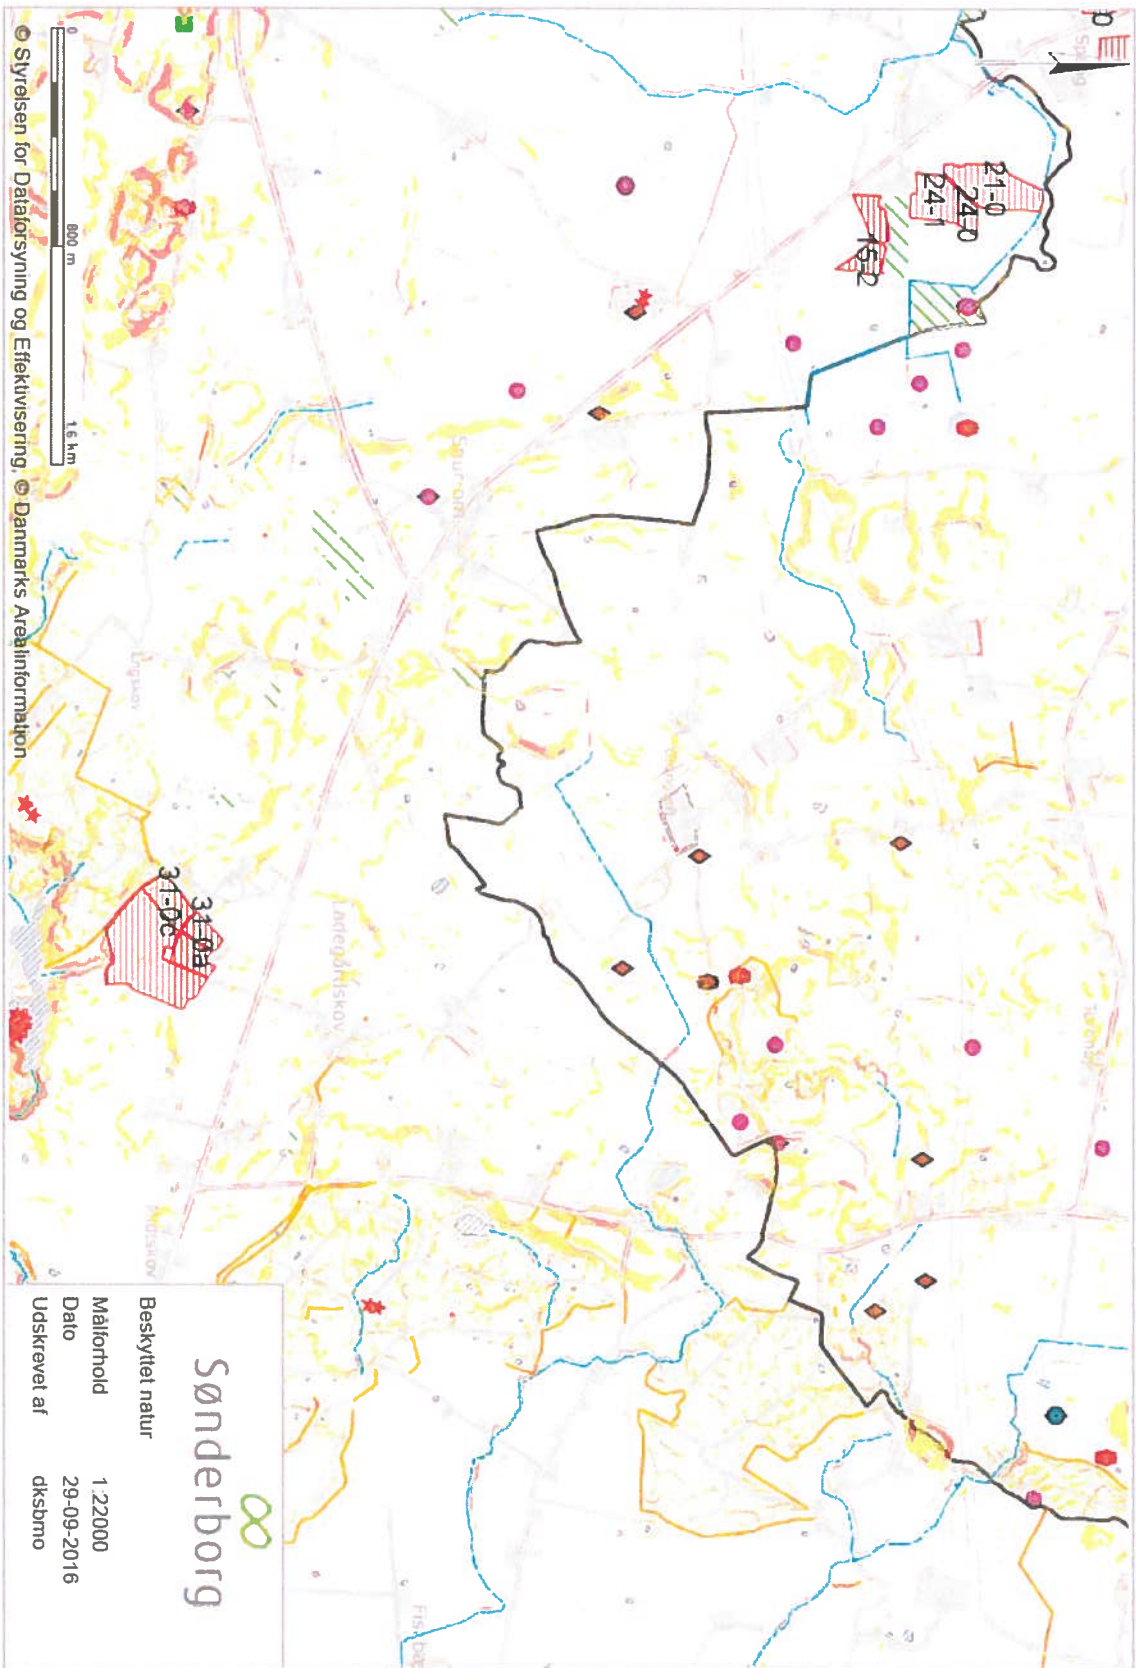 21-0
24-0
24-1
15-2
Ladegårdskov
31-0a
31-0c
0
800 m
1.6 km
© Styrelsen for Dataforsyning og Effektivisering, © Danmarks Arealinformation
Sønderborg
Beskyttet natur
Målforhold 1:22000
Dato 29-09-2016
Udskrevet af dksbmo